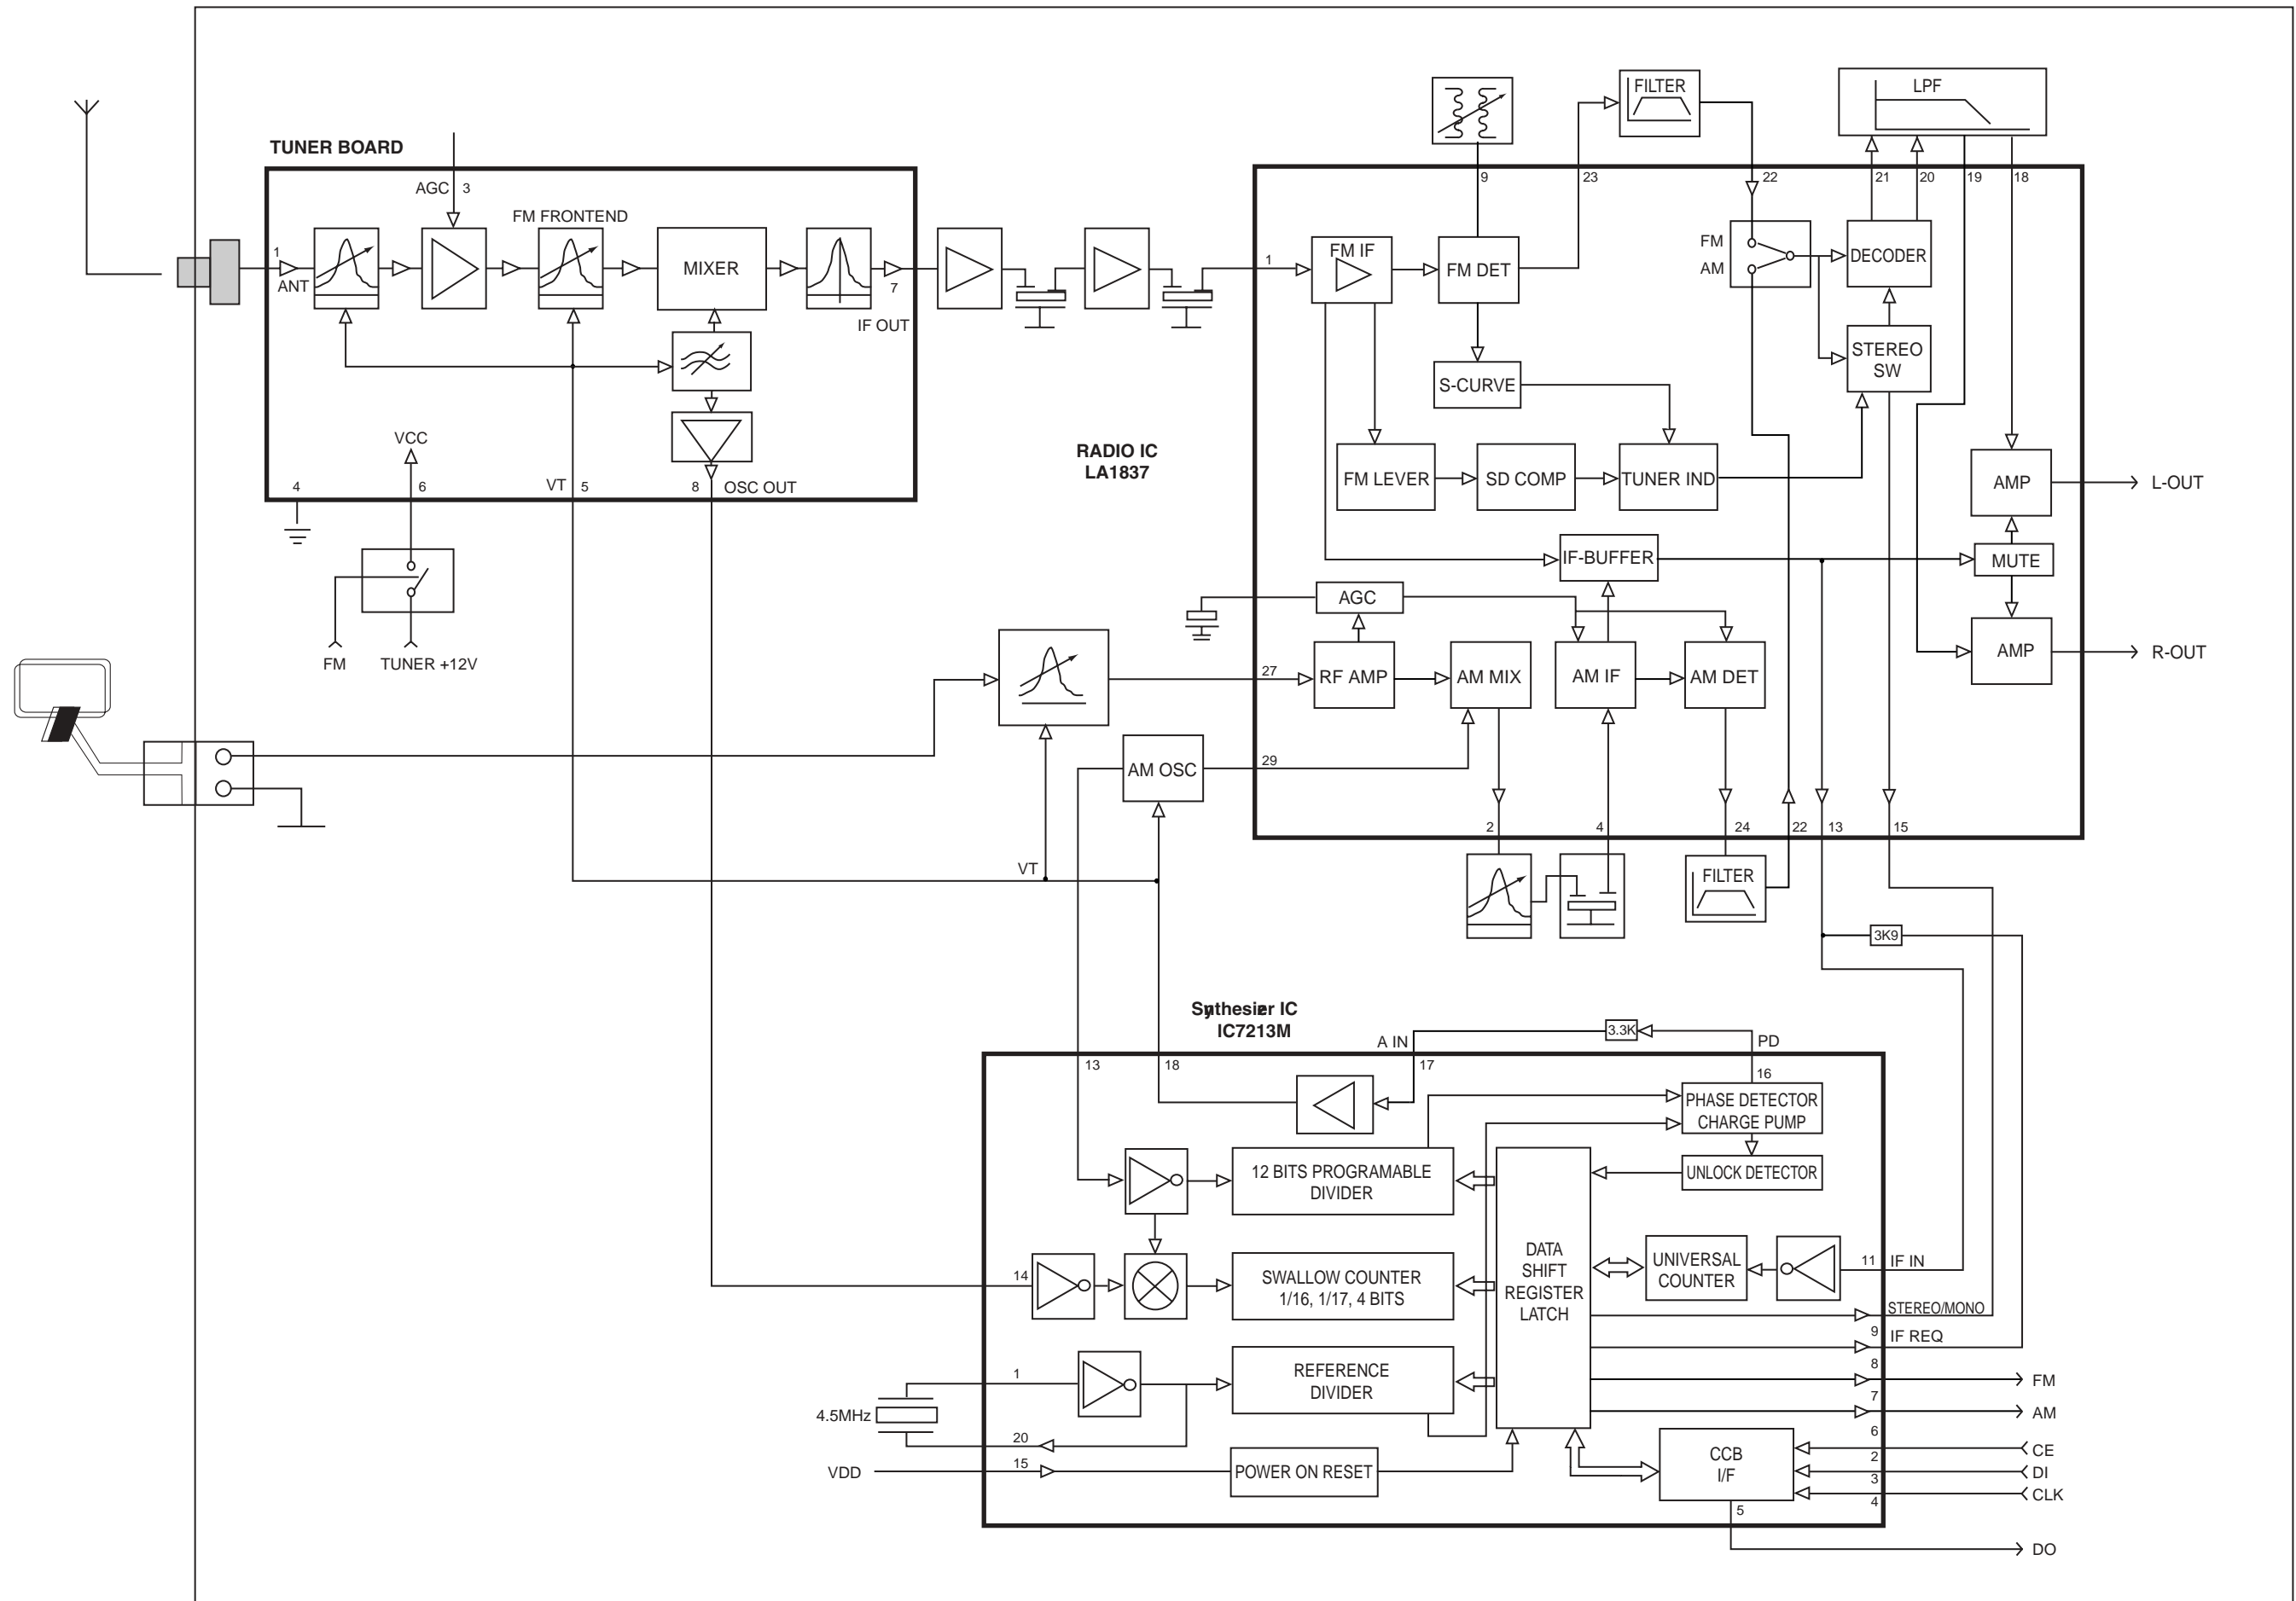 TUNER BOARD
AGC 3
FM FRONTEND
1
ANT
MIXER
7
IF OUT
VCC
4
6
VT 5
8 OSC OUT
FM
TUNER +12V
RADIO IC
LA1837
FILTER
LPF
9
23
22
21
20
19
18
1
FM IF
FM DET
FM
AM
DECODER
STEREO
SW
S-CURVE
FM LEVER
SD COMP
TUNER IND
AMP
L-OUT
IF-BUFFER
MUTE
AGC
AMP
R-OUT
27
RF AMP
AM MIX
AM IF
AM DET
AM OSC
29
2
4
24
22
13
15
VT
FILTER
3K9
Synthesizer IC
IC7213M
A IN
3.3K
PD
13
18
17
16
PHASE DETECTOR
CHARGE PUMP
12 BITS PROGRAMABLE
DIVIDER
UNLOCK DETECTOR
14
SWALLOW COUNTER
1/16, 1/17, 4 BITS
DATA
SHIFT
REGISTER
LATCH
UNIVERSAL
COUNTER
11 IF IN
STEREO/MONO
9 IF REQ
1
REFERENCE
DIVIDER
8
FM
7
AM
4.5MHz
20
6
CE
VDD
15
POWER ON RESET
CCB
I/F
2
DI
3
CLK
4
5
DO